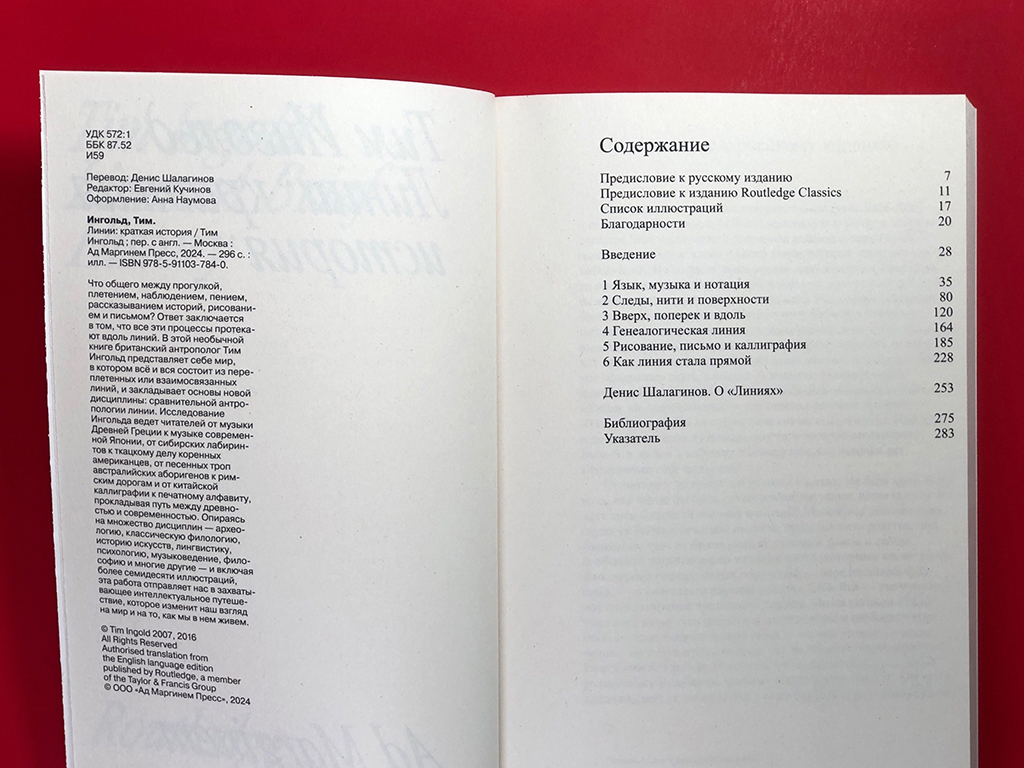 УДК 572:1
ББК 87.52
И59
Перевод: Денис Шалагинов
Редактор: Евгений Кучинов
Оформление: Анна Наумова
Ингольд, Тим.
Линии: краткая история / Тим
Ингольд ; пер. с англ. — Москва :
Ад Маргинем Пресс, 2024. — 296 с. :
илл. — ISBN 978-5-91103-784-0.
Что общего между прогулкой,
плетением, наблюдением, пением,
рассказыванием историй, рисовани-
ем и письмом? Ответ заключается
в том, что все эти процессы протека-
ют вдоль линий. В этой необычной
книге британский антрополог Тим
Ингольд представляет себе мир,
в котором всё и вся состоит из пере-
плетенных или взаимосвязанных
линий, и закладывает основы новой
дисциплины: сравнительной антро-
пологии линии. Исследование
Ингольда ведет читателей от музыки
Древней Греции к музыке современ-
ной Японии, от сибирских лабирин-
тов к ткацкому делу коренных
американцев, от песенных троп
австралийских аборигенов к рим-
ским дорогам и от китайской
каллиграфии к печатному алфавиту,
прокладывая путь между древно-
стью и современностью. Опираясь
на множество дисциплин — архео-
логию, классическую филологию,
историю искусств, лингвистику,
психологию, музыковедение, фило-
софию и многие другие — и включая
более семидесяти иллюстраций,
эта работа отправляет нас в захваты-
вающее интеллектуальное путеше-
ствие, которое изменит наш взгляд
на мир и на то, как мы в нем живем.
© Tim Ingold 2007, 2016
All Rights Reserved
Authorised translation from
the English language edition
published by Routledge, a member
of the Taylor & Francis Group
© ООО «Ад Маргинем Пресс», 2024
Содержание
Предисловие к русскому изданию 7
Предисловие к изданию Routledge Classics 11
Список иллюстраций 17
Благодарности 20
Введение 28
1 Язык, музыка и нотация 35
2 Следы, нити и поверхности 80
3 Вверх, поперек и вдоль 120
4 Генеалогическая линия 164
5 Рисование, письмо и каллиграфия 185
6 Как линия стала прямой 228
Денис Шалагинов. О «Линиях» 253
Библиография 275
Указатель 283